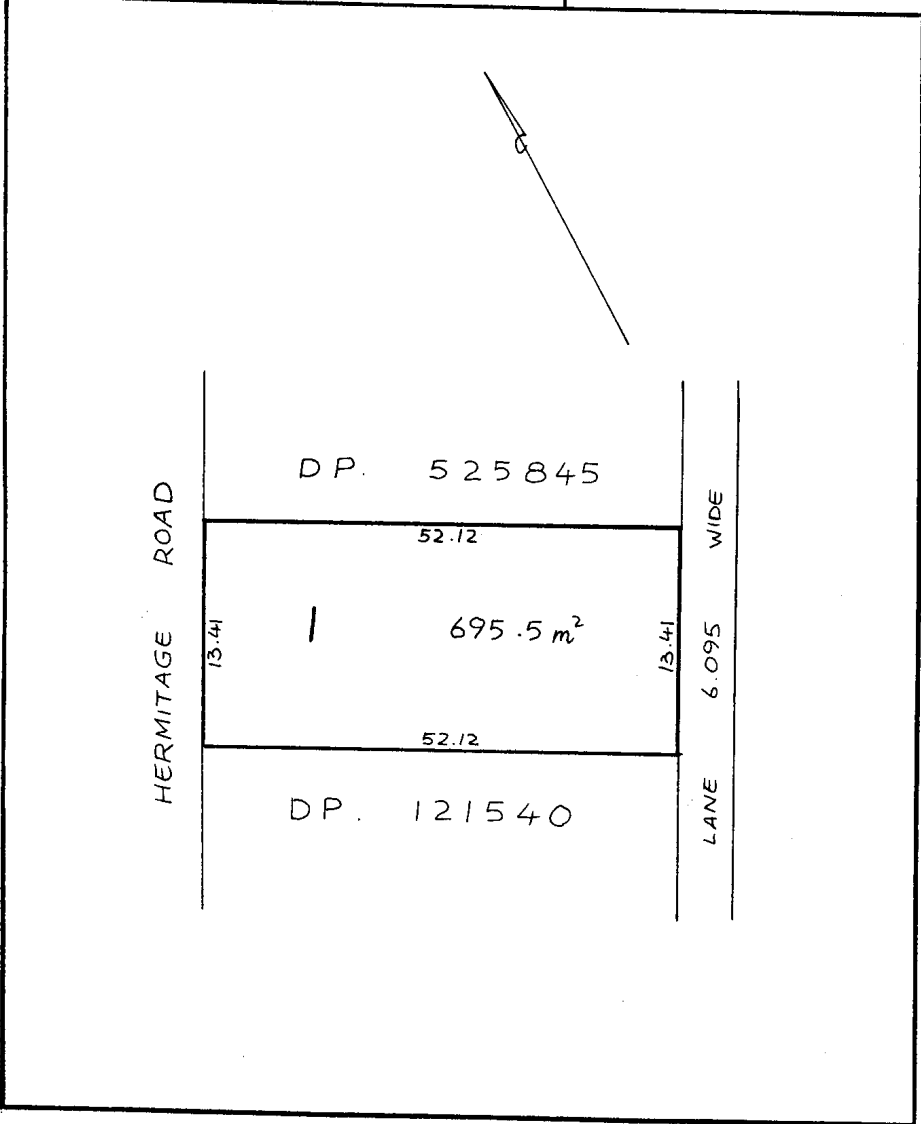 DP. 525845
HERMITAGE ROAD
52.12
13.41
1
695.5 m²
13.41
LANE 6.095 WIDE
52.12
DP. 121540